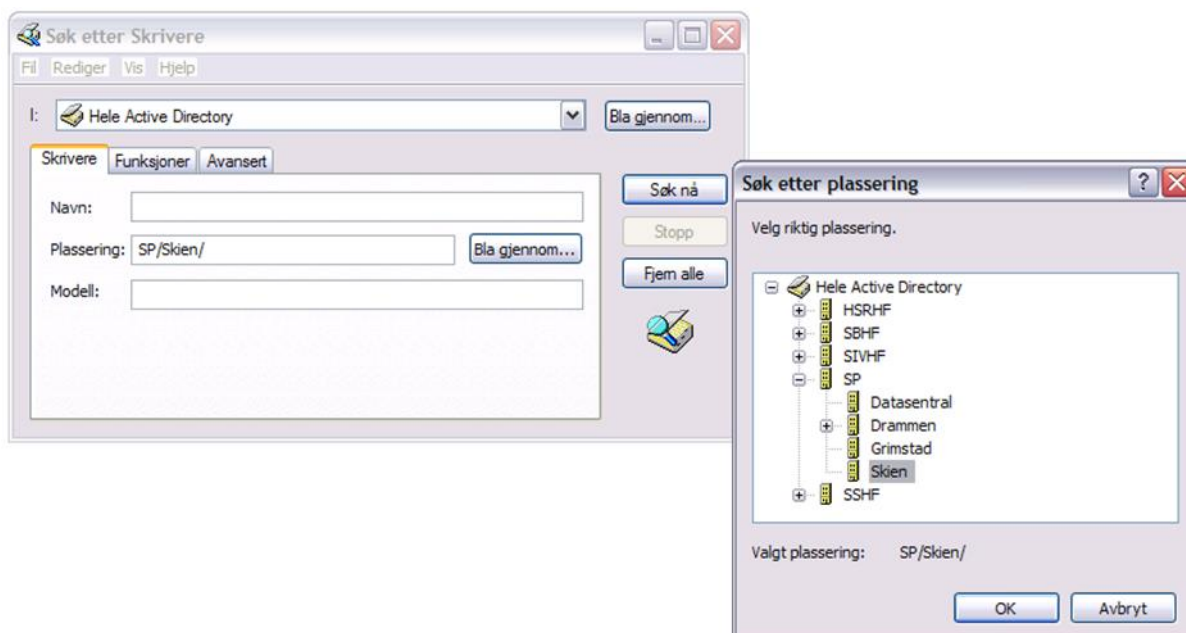 Søk etter Skrivere
Fil Rediger Vis Hjelp
I: Hele Active Directory Bla gjennom...
Skrivere Funksjoner Avansert
Navn:
Plassering: SP/Skien/ Bla gjennom...
Modell:
Søk nå
Stopp
Fjern alle
Søk etter plassering
Velg riktig plassering.
Hele Active Directory
HSRHF
SBHF
SIVHF
SP
Datasentral
Drammen
Grimstad
Skien
SSHF
Valgt plassering: SP/Skien/
OK Avbryt